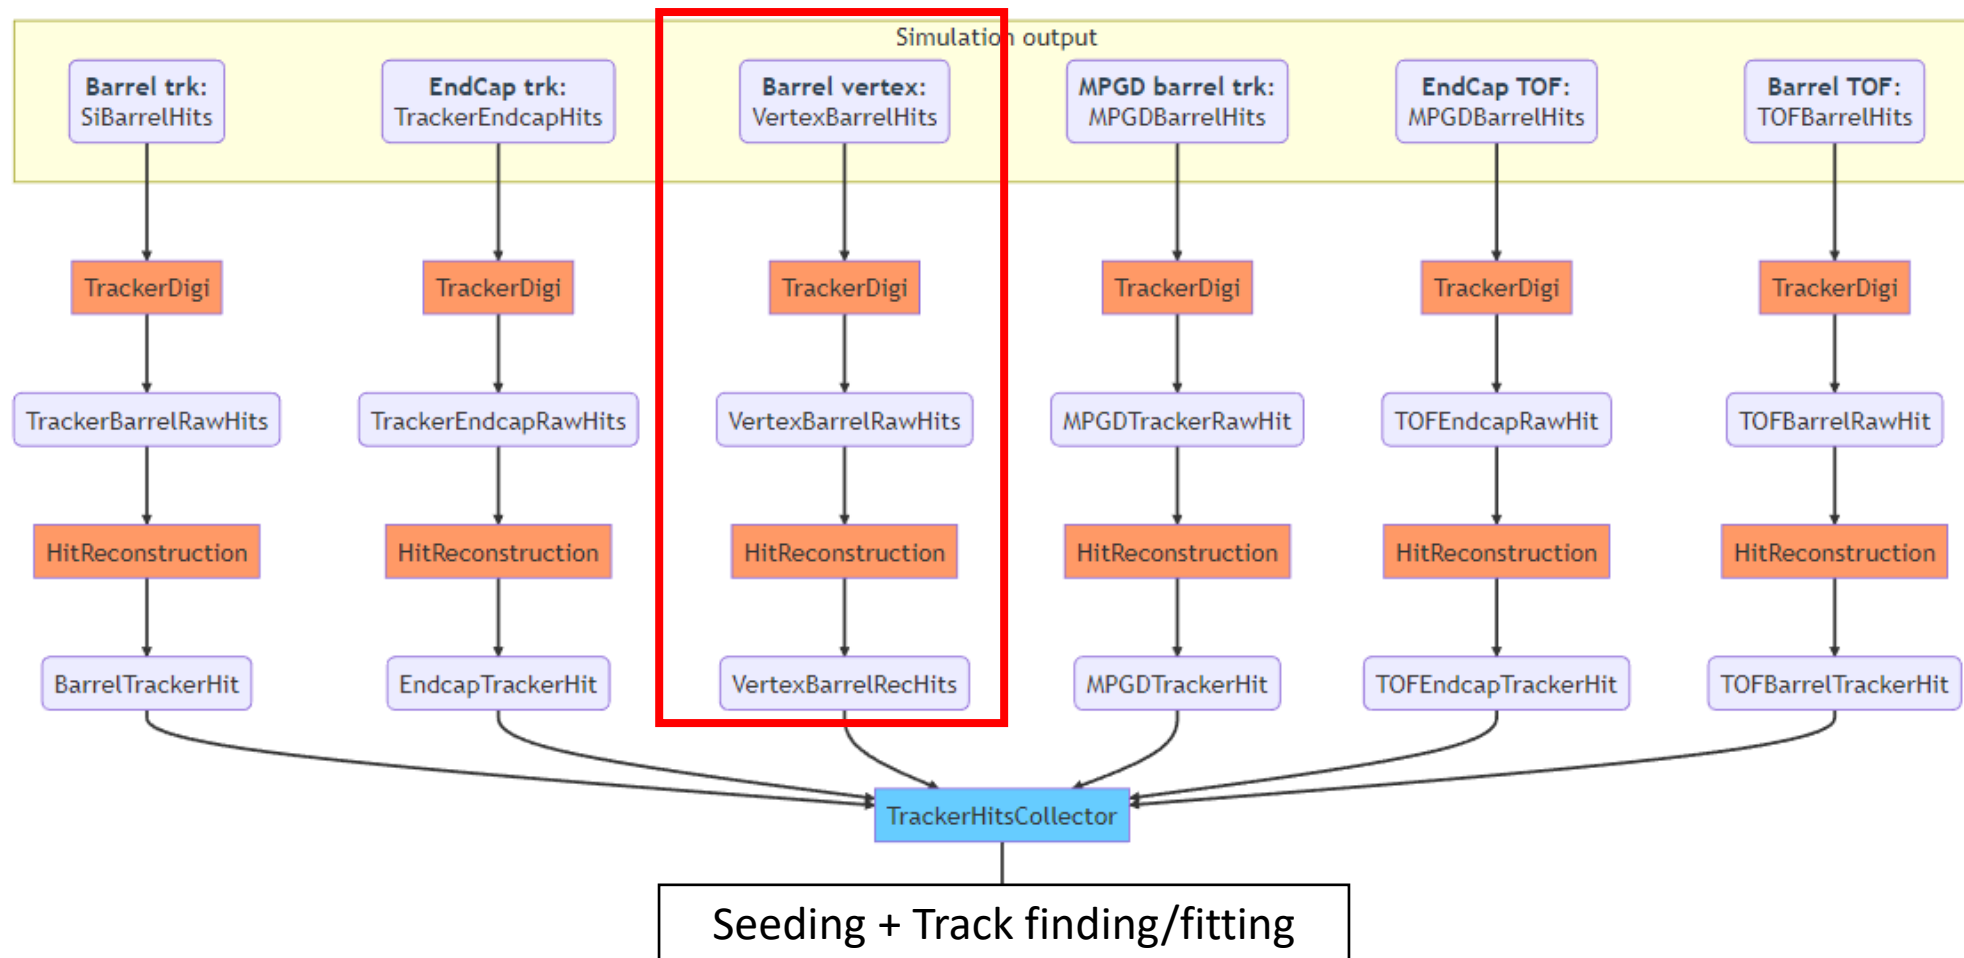 Simulation output
Barrel trk:
SiBarrelHits
EndCap trk:
TrackerEndcapHits
Barrel vertex:
VertexBarrelHits
MPGD barrel trk:
MPGDBarrelHits
EndCap TOF:
MPGDBarrelHits
Barrel TOF:
TOFBarrelHits
TrackerDigi
TrackerDigi
TrackerDigi
TrackerDigi
TrackerDigi
TrackerDigi
TrackerBarrelRawHits
TrackerEndcapRawHits
VertexBarrelRawHits
MPGDTrackerRawHit
TOFEndcapRawHit
TOFBarrelRawHit
HitReconstruction
HitReconstruction
HitReconstruction
HitReconstruction
HitReconstruction
HitReconstruction
BarrelTrackerHit
EndcapTrackerHit
VertexBarrelRecHits
MPGDTrackerHit
TOFEndcapTrackerHit
TOFBarrelTrackerHit
TrackerHitsCollector
Seeding + Track finding/fitting